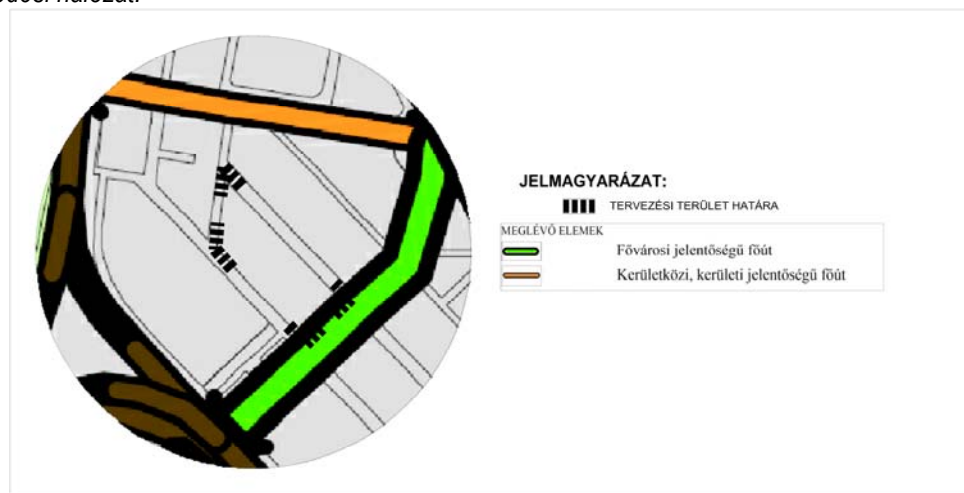 JELMAGYARÁZAT:
TERVEZÉSI TERÜLET HATÁRA
MEGLÉVŐ ELEMEK
Fővárosi jelentőségű főút
Kerületközi, kerületi jelentőségű főút